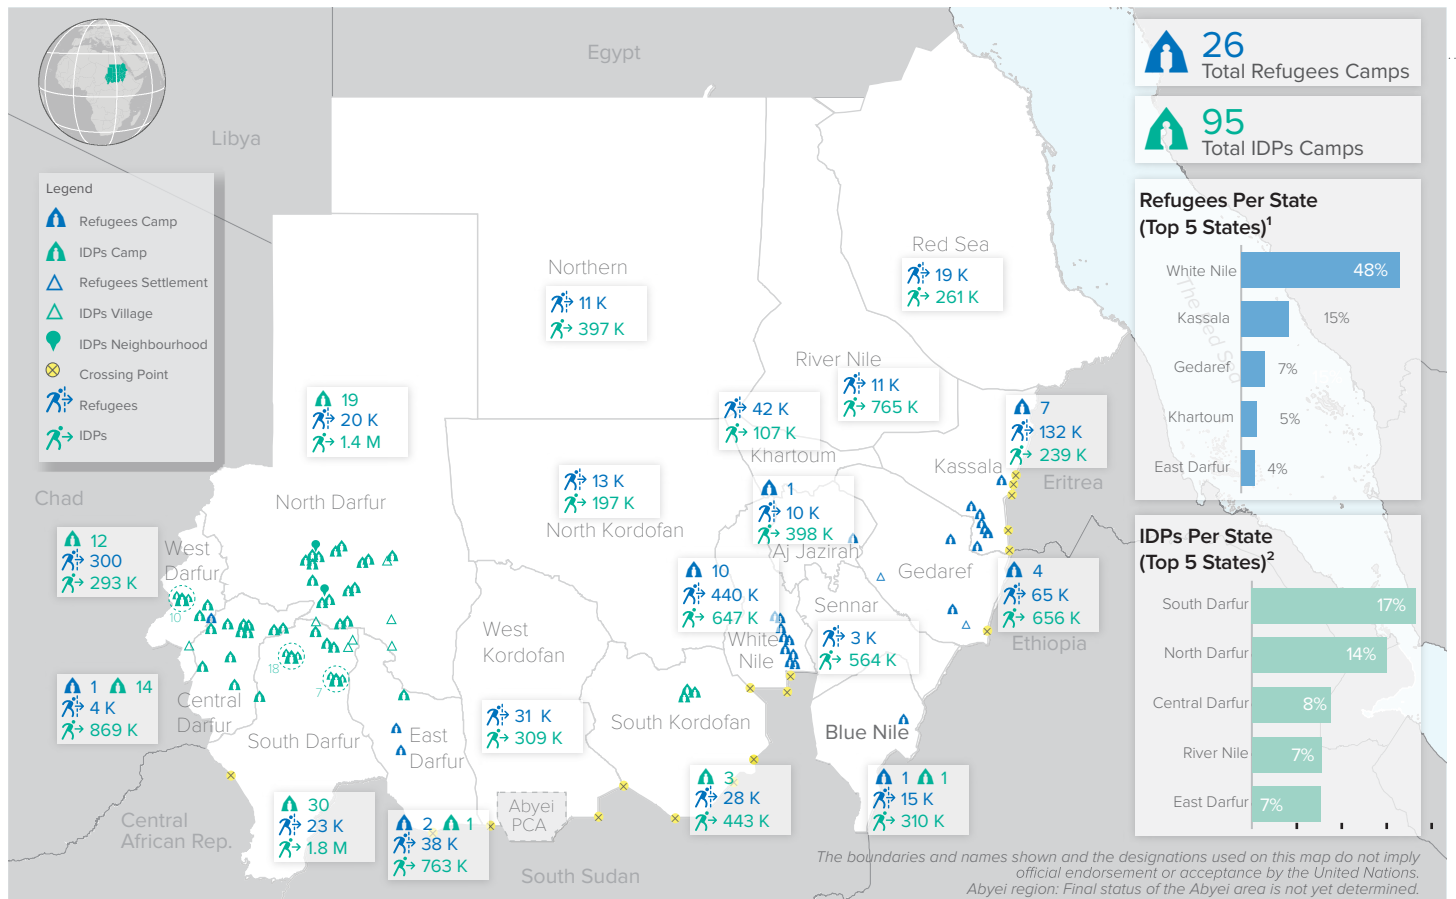 Egypt
Libya
26
Total Refugees Camps
95
Total IDPs Camps
Legend
Refugees Camp
IDPs Camp
Refugees Settlement
IDPs Village
IDPs Neighbourhood
Crossing Point
Refugees
IDPs
Refugees Per State
(Top 5 States)¹
White Nile 48%
Kassala 15%
Gedaref 7%
Khartoum 5%
East Darfur 4%
The Red Sea
IDPs Per State
(Top 5 States)²
South Darfur 17%
North Darfur 14%
Central Darfur 8%
River Nile 7%
East Darfur 7%
Northern
11 K
397 K
Red Sea
19 K
261 K
River Nile
11 K
765 K
42 K
107 K
Khartoum
7
132 K
239 K
Kassala
Eritrea
19
20 K
1.4 M
North Darfur
Chad
13 K
197 K
North Kordofan
1
10 K
398 K
Aj Jazirah
12
300
293 K
West
Darfur
10
10
440 K
647 K
White
Nile
Gedaref
4
65 K
656 K
Ethiopia
Sennar
3 K
564 K
West
Kordofan
31 K
309 K
18
7
1 14
4 K
869 K
Central
Darfur
South Darfur
East
Darfur
South Kordofan
Blue Nile
3
28 K
443 K
1 1
15 K
310 K
30
23 K
1.8 M
2 1
38 K
763 K
Abyei
PCA
Central
African Rep.
South Sudan
The boundaries and names shown and the designations used on this map do not imply
official endorsement or acceptance by the United Nations.
Abyei region: Final status of the Abyei area is not yet determined.